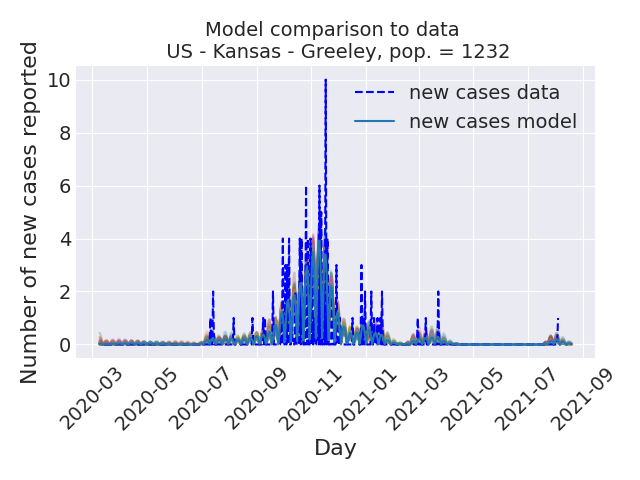 Model comparison to data
US - Kansas - Greeley, pop. = 1232
Number of new cases reported
10
8
6
4
2
0
new cases data
new cases model
2020-03
2020-05
2020-07
2020-09
2020-11
2021-01
2021-03
2021-05
2021-07
2021-09
Day